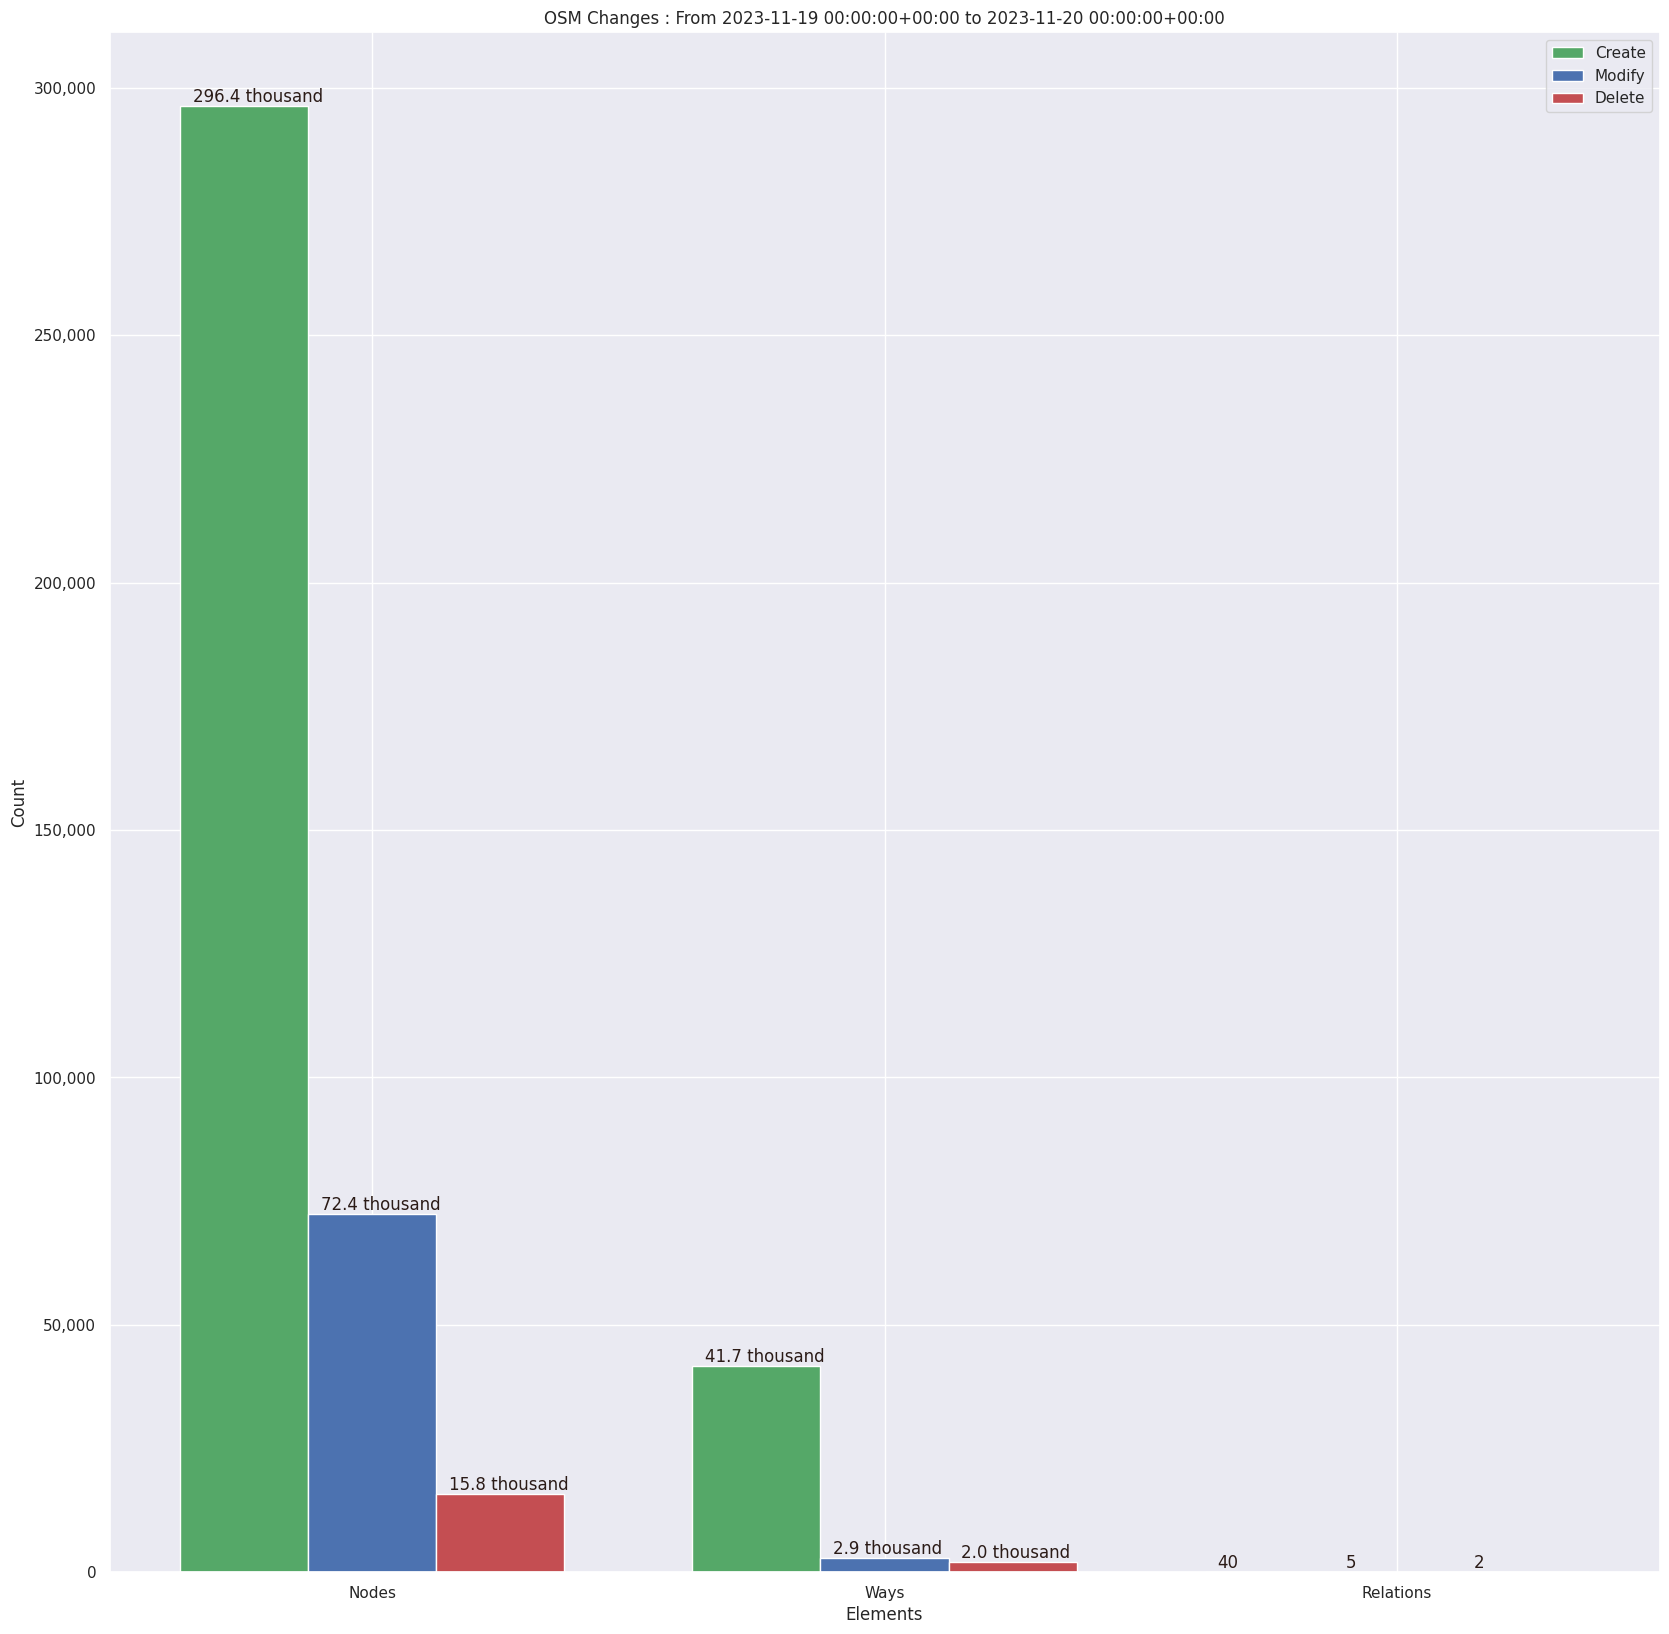 OSM Changes : From 2023-11-19 00:00:00+00:00 to 2023-11-20 00:00:00+00:00
Create
Modify
Delete
300,000
250,000
200,000
150,000
100,000
50,000
0
Count
296.4 thousand
72.4 thousand
15.8 thousand
41.7 thousand
2.9 thousand
2.0 thousand
40
5
2
Nodes
Ways
Relations
Elements